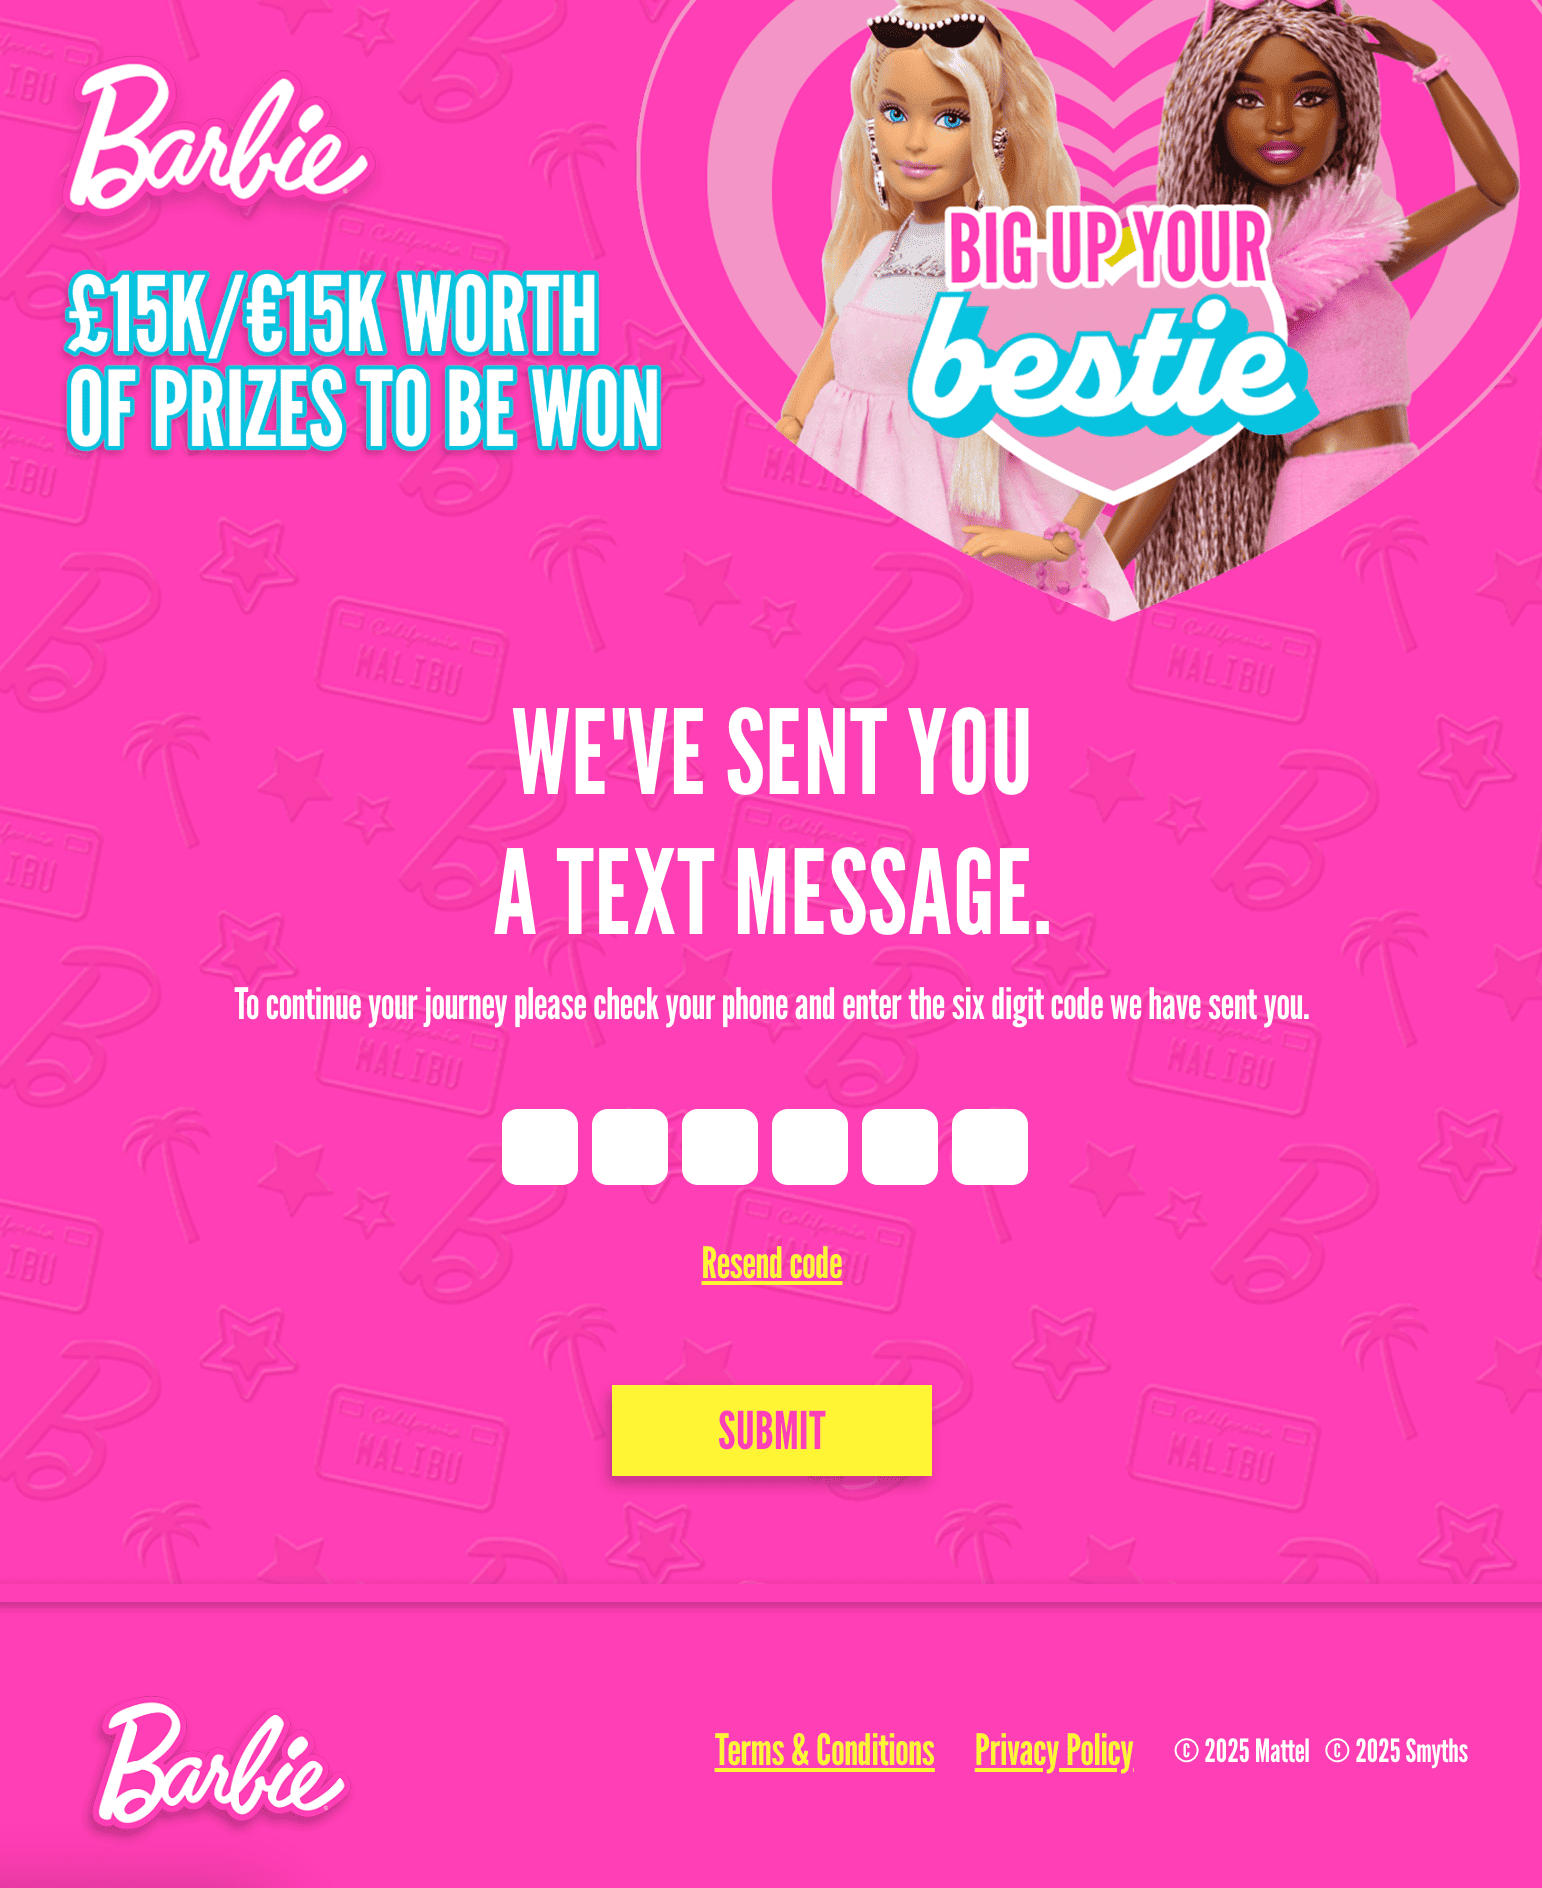 Barbie
£15K/€15K WORTH
OF PRIZES TO BE WON
BIG UP YOUR
bestie
WE'VE SENT YOU
A TEXT MESSAGE.
To continue your journey please check your phone and enter the six digit code we have sent you.
Resend code
SUBMIT
Barbie
Terms & Conditions Privacy Policy © 2025 Mattel © 2025 Smyths
California
MALIBU